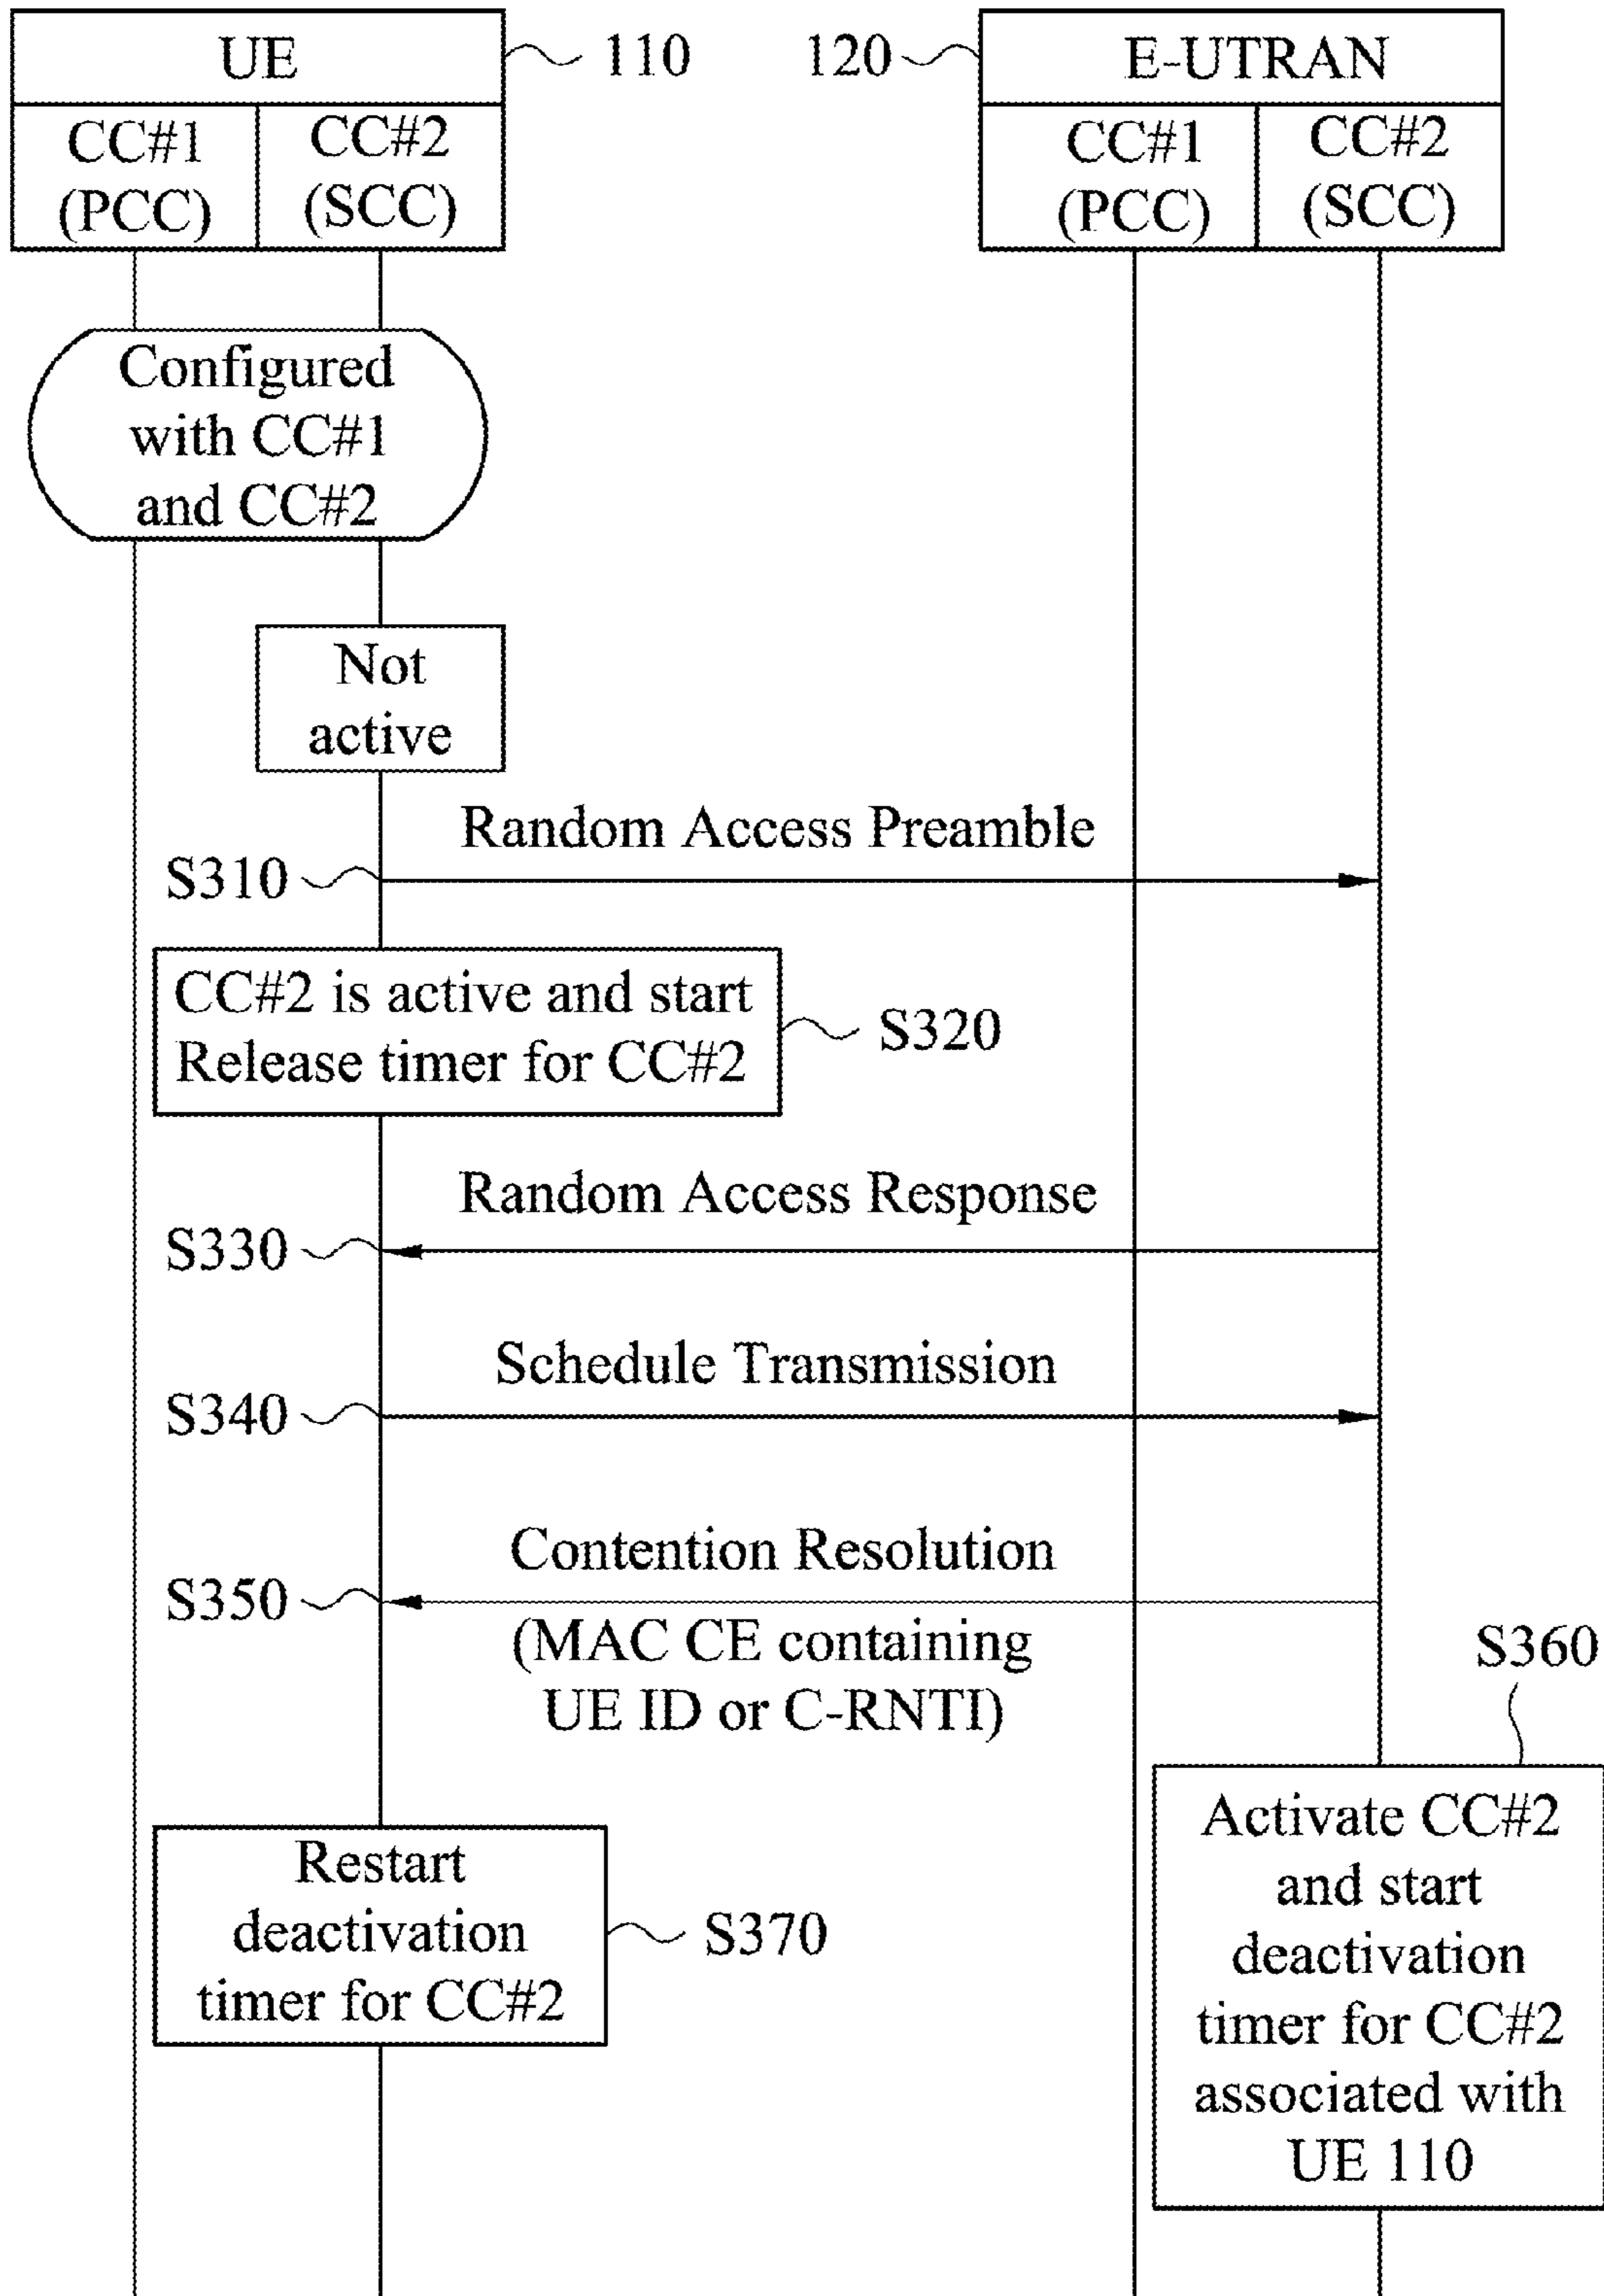 UE
110
120
E-UTRAN
CC#1
(PCC)
CC#2
(SCC)
CC#1
(PCC)
CC#2
(SCC)
Configured
with CC#1
and CC#2
Not
active
Random Access Preamble
S310
CC#2 is active and start
Release timer for CC#2
S320
Random Access Response
S330
Schedule Transmission
S340
Contention Resolution
S350
(MAC CE containing
UE ID or C-RNTI)
S360
Activate CC#2
and start
deactivation
timer for CC#2
associated with
UE 110
Restart
deactivation
timer for CC#2
S370